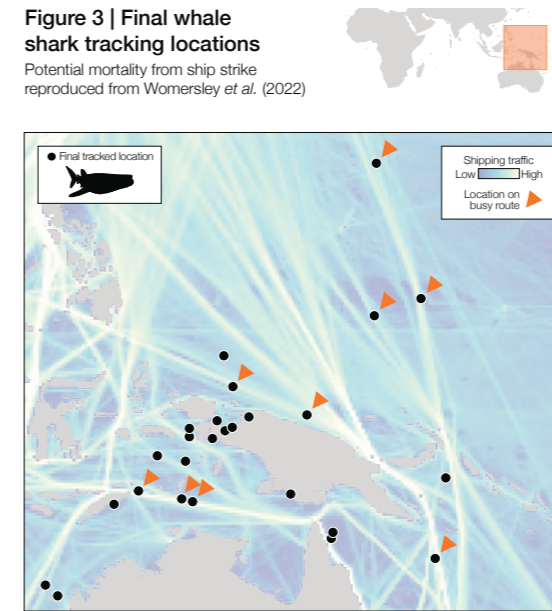 Figure 3 | Final whale
shark tracking locations
Potential mortality from ship strike
reproduced from Womersley et al. (2022)
Final tracked location
Shipping traffic
Low High
Location on
busy route